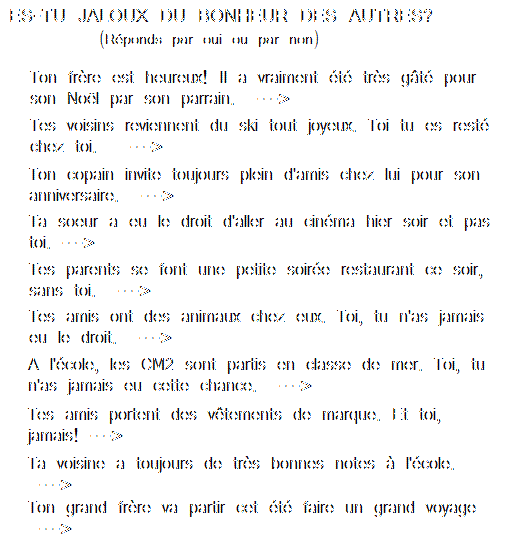 ES-TU JALOUX DU BONHEUR DES AUTRES?
(Réponds par oui ou par non)
Ton frère est heureux! Il a vraiment été très gâté pour
son Noël par son parrain. ---->
Tes voisins reviennent du ski tout joyeux. Toi tu es resté
chez toi. ---->
Ton copain invite toujours plein d'amis chez lui pour son
anniversaire. ---->
Ta soeur a eu le droit d'aller au cinéma hier soir et pas
toi. ---->
Tes parents se font une petite soirée restaurant ce soir,
sans toi. ---->
Tes amis ont des animaux chez eux. Toi, tu n'as jamais
eu le droit. ---->
A l'école, les CM2 sont partis en classe de mer. Toi, tu
n'as jamais eu cette chance. ---->
Tes amis portent des vêtements de marque. Et toi,
jamais! ---->
Ta voisine a toujours de très bonnes notes à l'école.
---->
Ton grand frère va partir cet été faire un grand voyage
---->